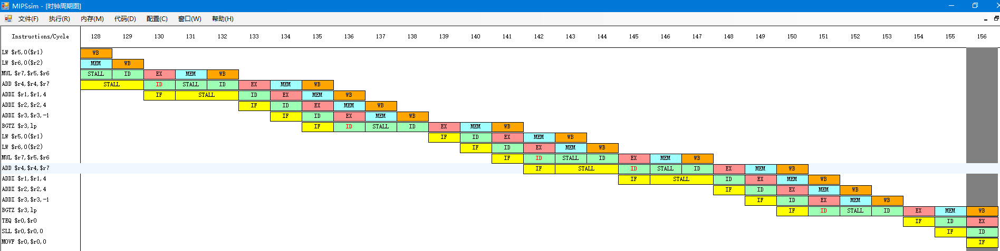 MIPSsim - [时钟周期图]
文件(F) 执行(R) 内存(M) 代码(D) 配置(C) 窗口(W) 帮助(H)
Instructions/Cycle 128 129 130 131 132 133 134 135 136 137 138 139 140 141 142 143 144 145 146 147 148 149 150 151 152 153 154 155 156
LW $r5,0($r1) WB
LW $r6,0($r2) MEM WB
MUL $r7,$r5,$r6 STALL ID EX MEM WB
ADD $r4,$r4,$r7 STALL ID STALL ID EX MEM WB
ADDI $r1,$r1,4 IF STALL ID EX MEM WB
ADDI $r2,$r2,4 IF ID EX MEM WB
ADDI $r3,$r3,-1 IF ID EX MEM WB
BGTZ $r3,lp IF ID STALL ID EX MEM WB
LW $r5,0($r1) IF ID EX MEM WB
LW $r6,0($r2) IF ID EX MEM WB
MUL $r7,$r5,$r6 IF ID STALL ID EX MEM WB
ADD $r4,$r4,$r7 IF STALL ID STALL ID EX MEM WB
ADDI $r1,$r1,4 IF STALL ID EX MEM WB
ADDI $r2,$r2,4 IF ID EX MEM WB
ADDI $r3,$r3,-1 IF ID EX MEM WB
BGTZ $r3,lp IF ID STALL ID EX MEM WB
TEQ $r0,$r0 IF ID EX
SLL $r0,$r0,0 IF ID
MOVF $r0,$r0,0 IF